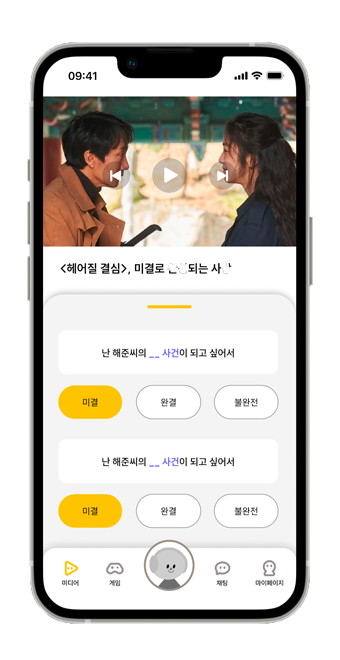 09:41
<헤어질 결심>, 미결로 되는
난 해준씨의 __ 사건이 되고 싶어서
미결 완결 불완전
난 해준씨의 __ 사건이 되고 싶어서
미결 완결 불완전
미디어 게임 채팅 마이페이지